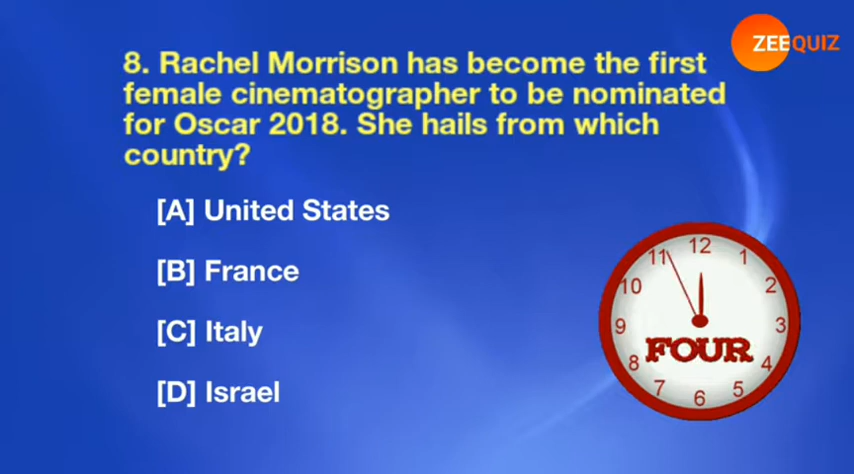 ZEEQUIZ
8. Rachel Morrison has become the first
female cinematographer to be nominated
for Oscar 2018. She hails from which
country?
[A] United States
[B] France
[C] Italy
[D] Israel
12
11 1
10 2
9 3
FOUR
8 4
7 5
6